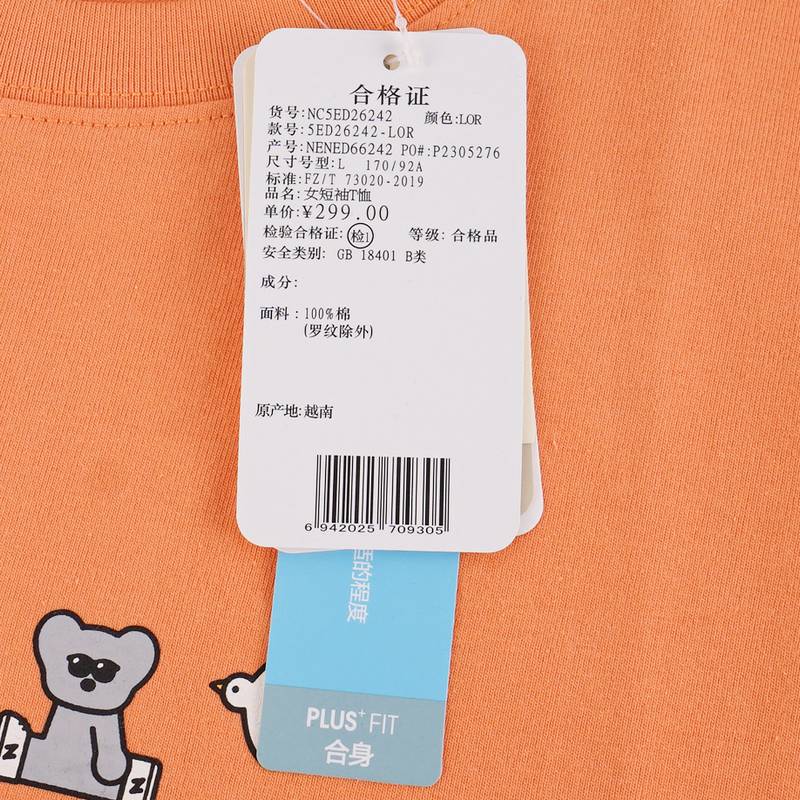 合格证
货号:NC5ED26242 颜色:LOR
款号:5ED26242-LOR
产号:NENED66242 PO#:P2305276
尺寸号型:L 170/92A
标准:FZ/T 73020-2019
品名:女短袖T恤
单价:¥299.00
检验合格证:检1 等级:合格品
安全类别: GB 18401 B类
成分:
面料:100%棉
(罗纹除外)
原产地:越南
6 942025 709305
的程度
PLUS+ FIT
合身
Z
Z